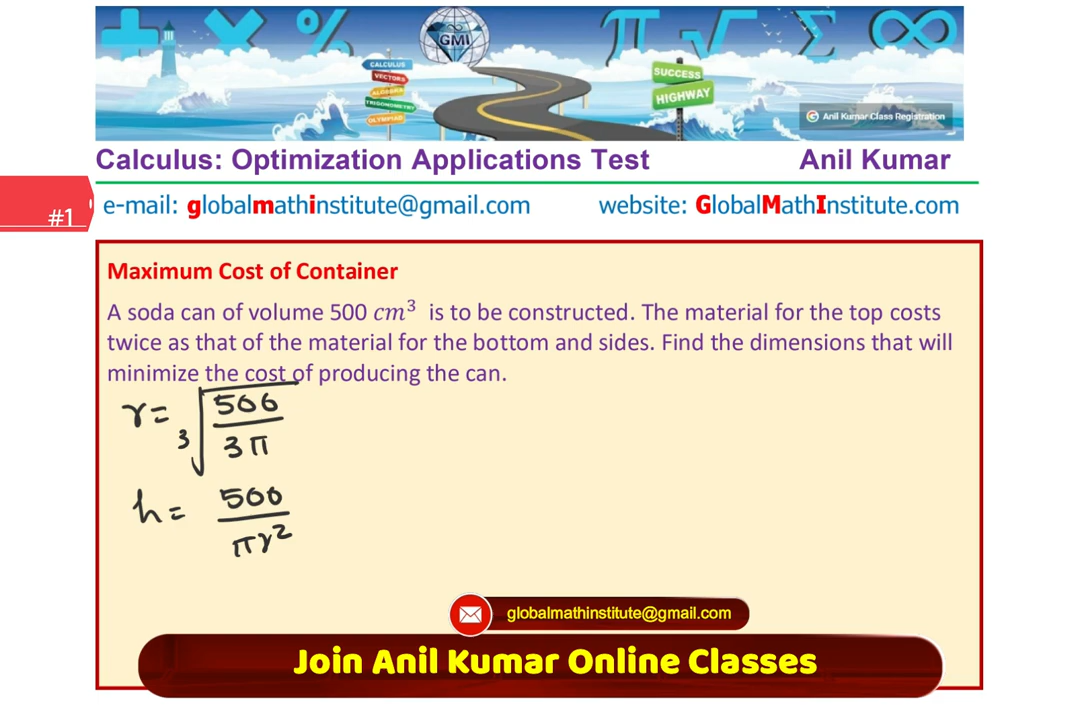 GMI
CALCULUS
VECTORS
ALGEBRA
TRIGONOMETRY
OLYMPIAD
SUCCESS
HIGHWAY
G Anil Kumar Class Registration
Calculus: Optimization Applications Test Anil Kumar
#1
e-mail: globalmathinstitute@gmail.com website: GlobalMathInstitute.com
Maximum Cost of Container
A soda can of volume 500 cm³ is to be constructed. The material for the top costs
twice as that of the material for the bottom and sides. Find the dimensions that will
minimize the cost of producing the can.
r = ∛(500/3π)
h = 500/πr²
globalmathinstitute@gmail.com
Join Anil Kumar Online Classes